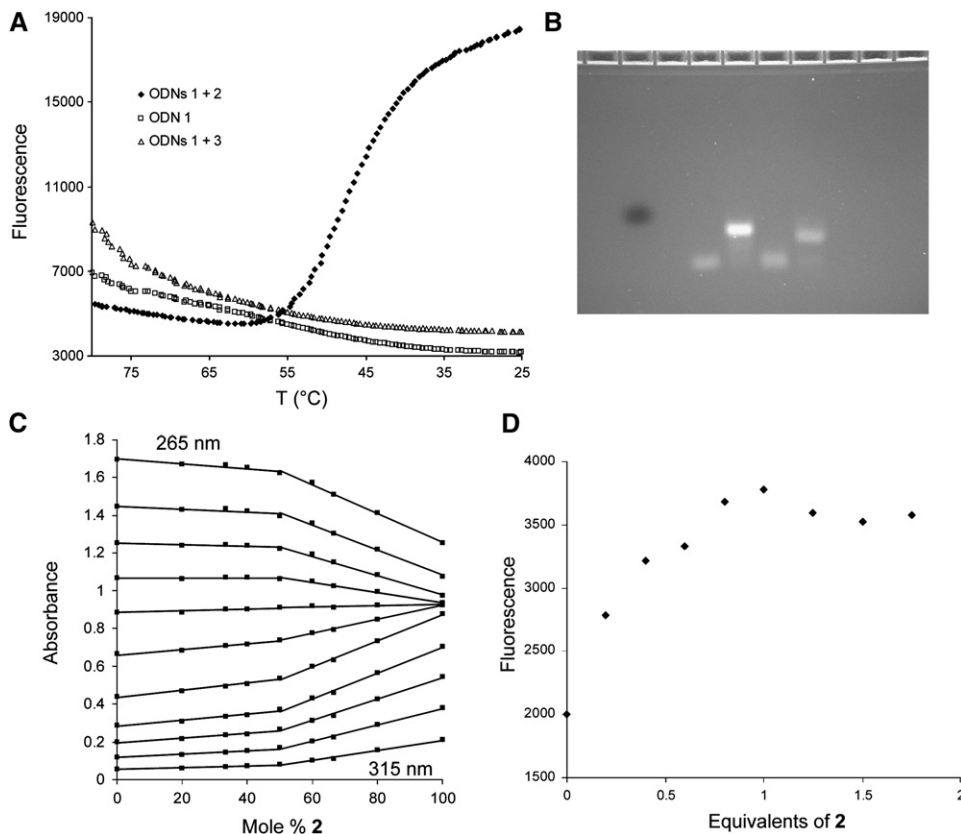 A
19000
15000
11000
7000
3000
Fluorescence
ODNs 1 + 2
ODN 1
ODNs 1 + 3
75
65
55
45
35
25
T (°C)
B
C
1.8
1.6
1.4
1.2
1
0.8
0.6
0.4
0.2
0
Absorbance
265 nm
315 nm
0
20
40
60
80
100
Mole % 2
D
4000
3500
3000
2500
2000
1500
Fluorescence
0
0.5
1
1.5
2
Equivalents of 2